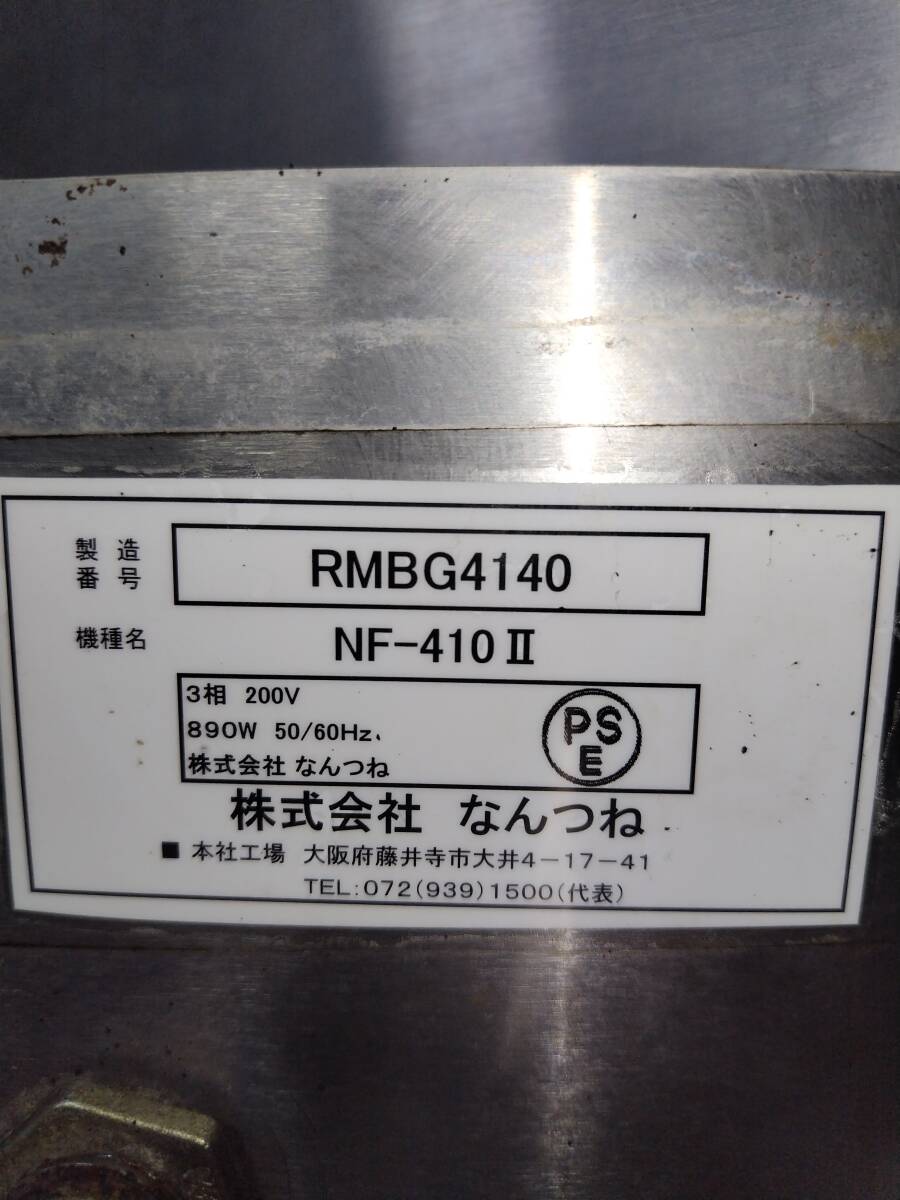 製造
番号
RMBG4140
機種名
NF-410Ⅱ
3相 200V
890W 50/60Hz
株式会社 なんつね
PS
E
株式会社 なんつね
■ 本社工場 大阪府藤井寺市大井4-17-41
TEL:072(939)1500(代表)